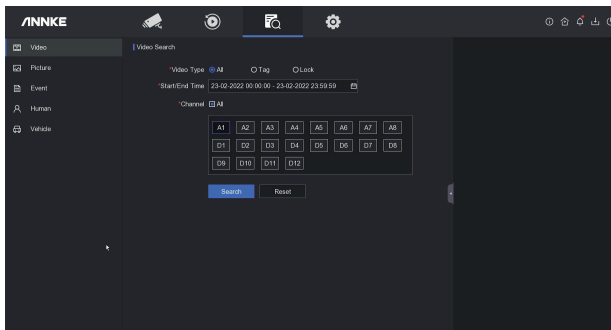 ANNKE
Video
Picture
Event
Human
Vehicle
Video Search
*Video Type All Tag Lock
*Start/End Time 23-02-2022 00:00:00 - 23-02-2022 23:59:59
*Channel All
A1 A2 A3 A4 A5 A6 A7 A8
D1 D2 D3 D4 D5 D6 D7 D8
D9 D10 D11 D12
Search Reset